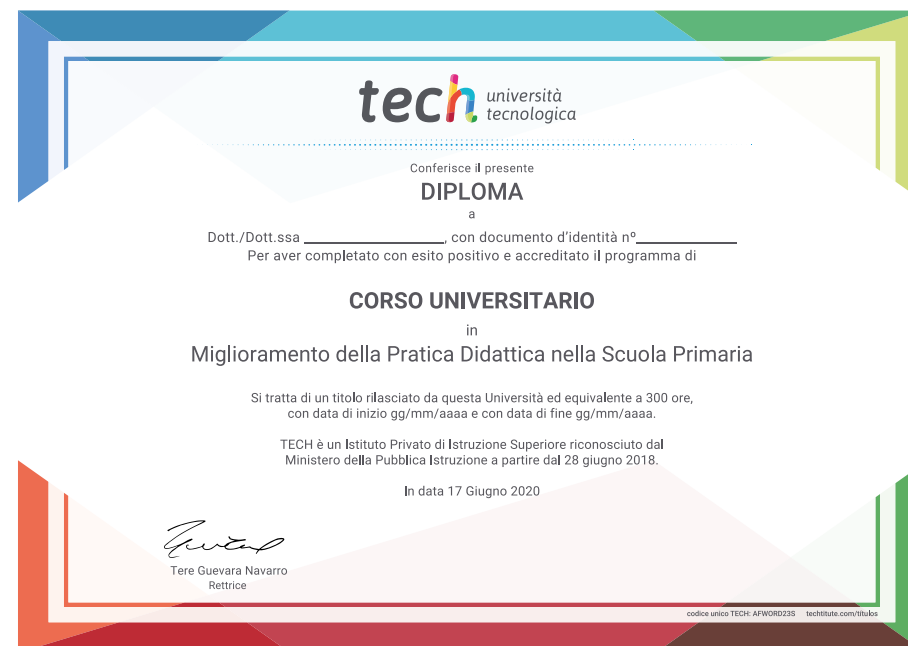 tech università
tecnologica
Conferisce il presente
DIPLOMA
a
Dott./Dott.ssa ____________________, con documento d'identità nº______________
Per aver completato con esito positivo e accreditato il programma di
CORSO UNIVERSITARIO
in
Miglioramento della Pratica Didattica nella Scuola Primaria
Si tratta di un titolo rilasciato da questa Università ed equivalente a 300 ore,
con data di inizio gg/mm/aaaa e con data di fine gg/mm/aaaa.
TECH è un Istituto Privato di Istruzione Superiore riconosciuto dal
Ministero della Pubblica Istruzione a partire dal 28 giugno 2018.
In data 17 Giugno 2020
Tere Guevara Navarro
Rettrice
codice unico TECH: AFWORD23S techtitute.com/títulos